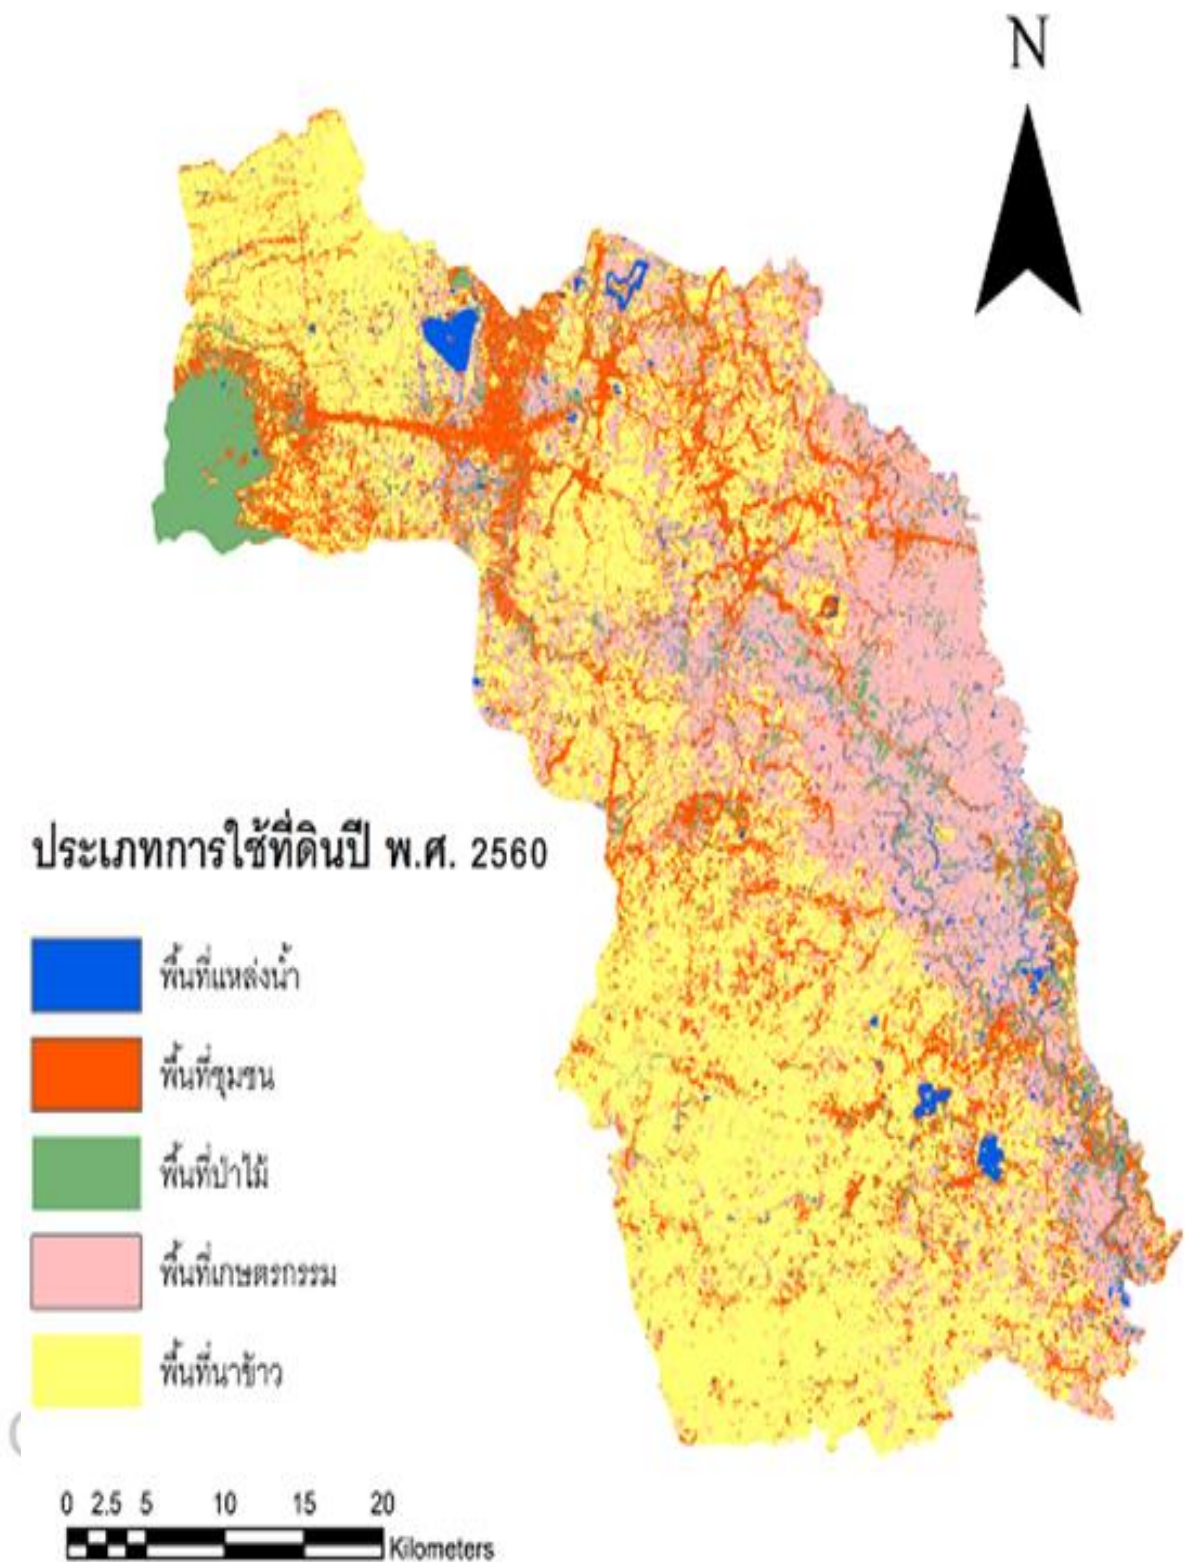 N
ประเภทการใช้ที่ดินปี พ.ศ. 2560
พื้นที่แหล่งน้ำ
พื้นที่ชุมชน
พื้นที่ป่าไม้
พื้นที่เกษตรกรรม
พื้นที่นาข้าว
0 2.5 5 10 15 20
Kilometers